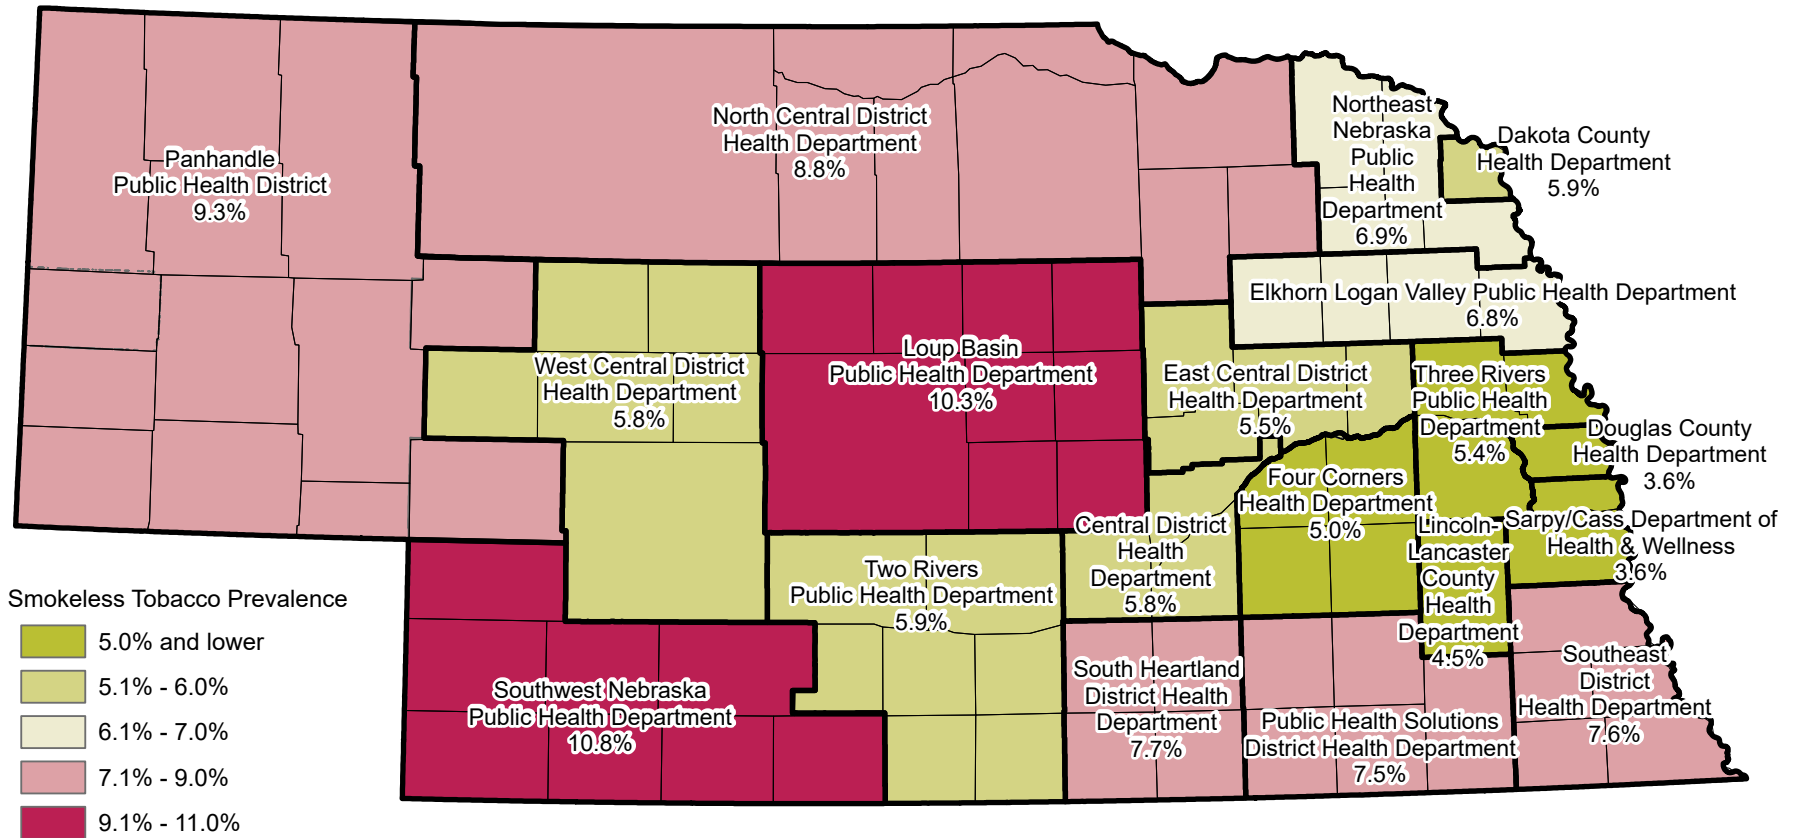 Panhandle
Public Health District
9.3%
North Central District
Health Department
8.8%
Northeast
Nebraska
Public
Health
Department
6.9%
Dakota County
Health Department
5.9%
Elkhorn Logan Valley Public Health Department
6.8%
West Central District
Health Department
5.8%
Loup Basin
Public Health Department
10.3%
East Central District
Health Department
5.5%
Three Rivers
Public Health
Department
5.4%
Douglas County
Health Department
3.6%
Four Corners
Health Department
5.0%
Central District
Health
Department
5.8%
Lincoln-
Lancaster
County
Health
Department
4.5%
Sarpy/Cass Department of
Health & Wellness
3.6%
Two Rivers
Public Health Department
5.9%
Southwest Nebraska
Public Health Department
10.8%
South Heartland
District Health
Department
7.7%
Public Health Solutions
District Health Department
7.5%
Southeast
District
Health Department
7.6%
Smokeless Tobacco Prevalence
5.0% and lower
5.1% - 6.0%
6.1% - 7.0%
7.1% - 9.0%
9.1% - 11.0%